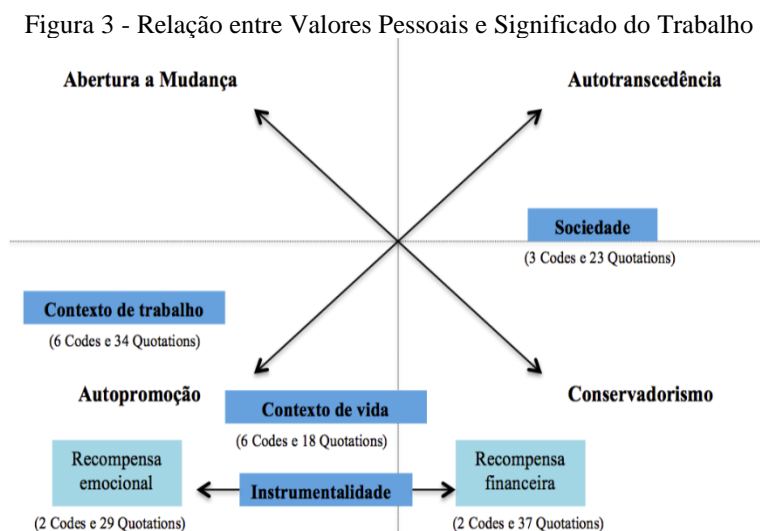 Figura 3 - Relação entre Valores Pessoais e Significado do Trabalho
Abertura a Mudança
Autotranscedência
Sociedade
(3 Codes e 23 Quotations)
Contexto de trabalho
(6 Codes e 34 Quotations)
Autopromoção
Conservadorismo
Contexto de vida
(6 Codes e 18 Quotations)
Recompensa
emocional
Instrumentalidade
Recompensa
financeira
(2 Codes e 29 Quotations)
(2 Codes e 37 Quotations)